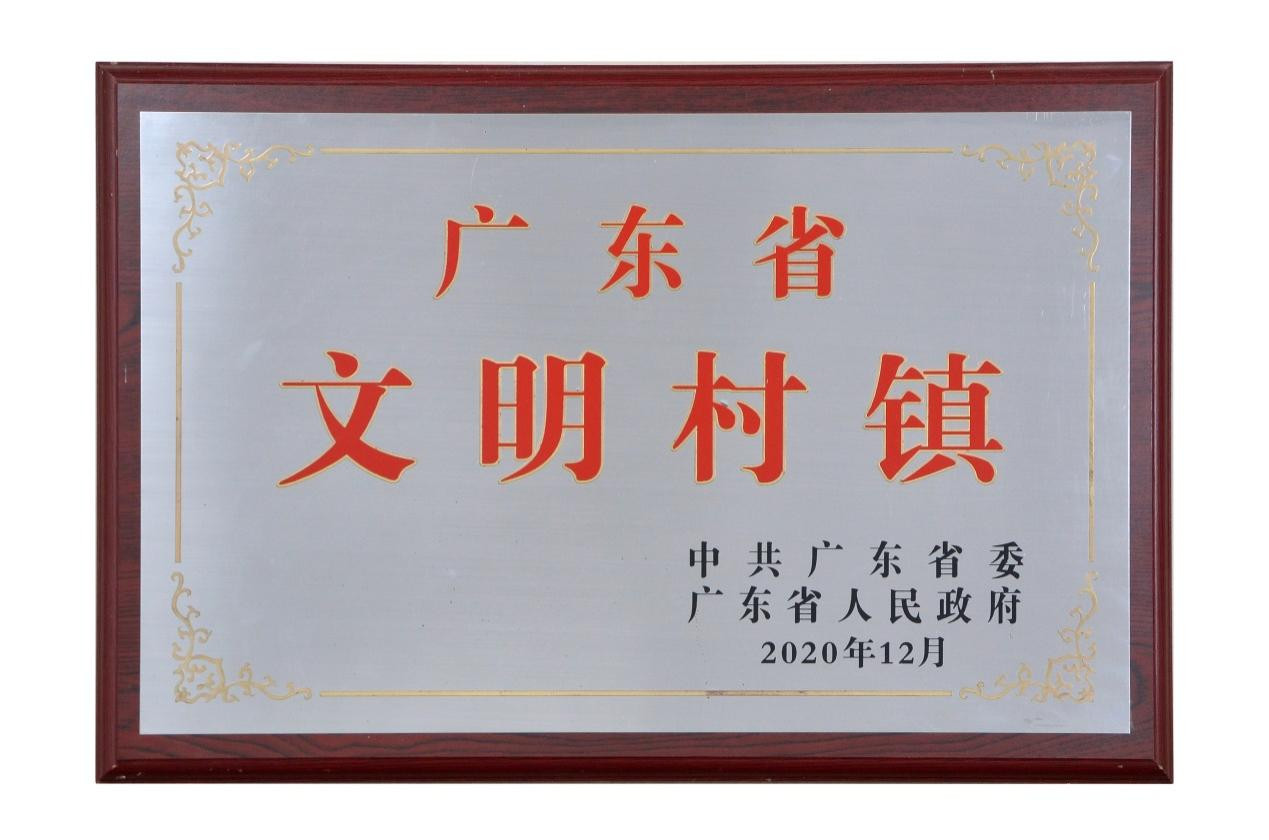 广东省
文明村镇
中共广东省委
广东省人民政府
2020年12月